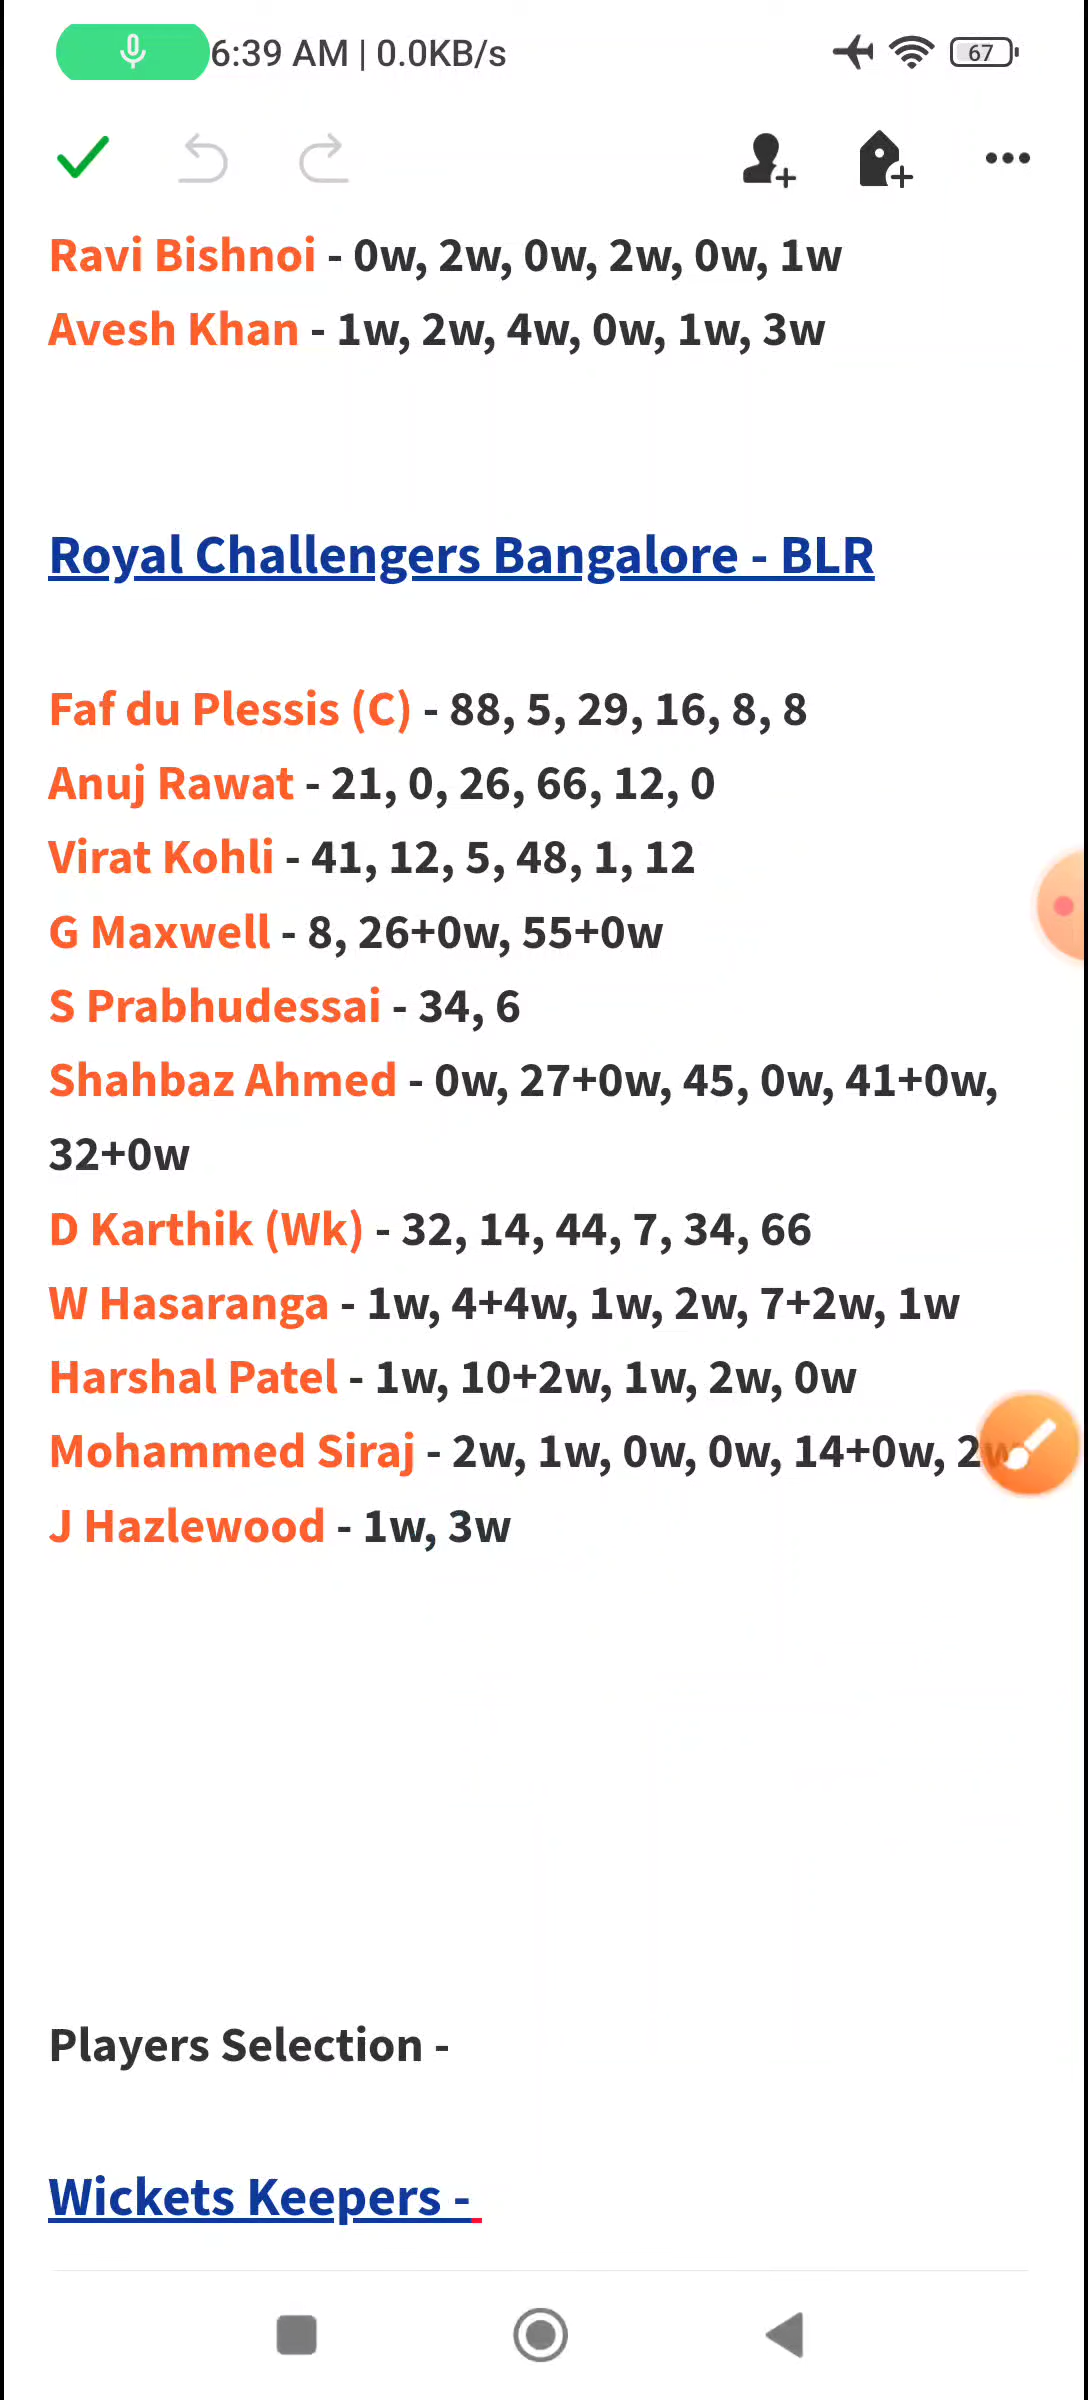 6:39 AM | 0.0KB/s
67
Ravi Bishnoi - 0w, 2w, 0w, 2w, 0w, 1w
Avesh Khan - 1w, 2w, 4w, 0w, 1w, 3w
Royal Challengers Bangalore - BLR
Faf du Plessis (C) - 88, 5, 29, 16, 8, 8
Anuj Rawat - 21, 0, 26, 66, 12, 0
Virat Kohli - 41, 12, 5, 48, 1, 12
G Maxwell - 8, 26+0w, 55+0w
S Prabhudessai - 34, 6
Shahbaz Ahmed - 0w, 27+0w, 45, 0w, 41+0w,
32+0w
D Karthik (Wk) - 32, 14, 44, 7, 34, 66
W Hasaranga - 1w, 4+4w, 1w, 2w, 7+2w, 1w
Harshal Patel - 1w, 10+2w, 1w, 2w, 0w
Mohammed Siraj - 2w, 1w, 0w, 0w, 14+0w, 2w
J Hazlewood - 1w, 3w
Players Selection -
Wickets Keepers -